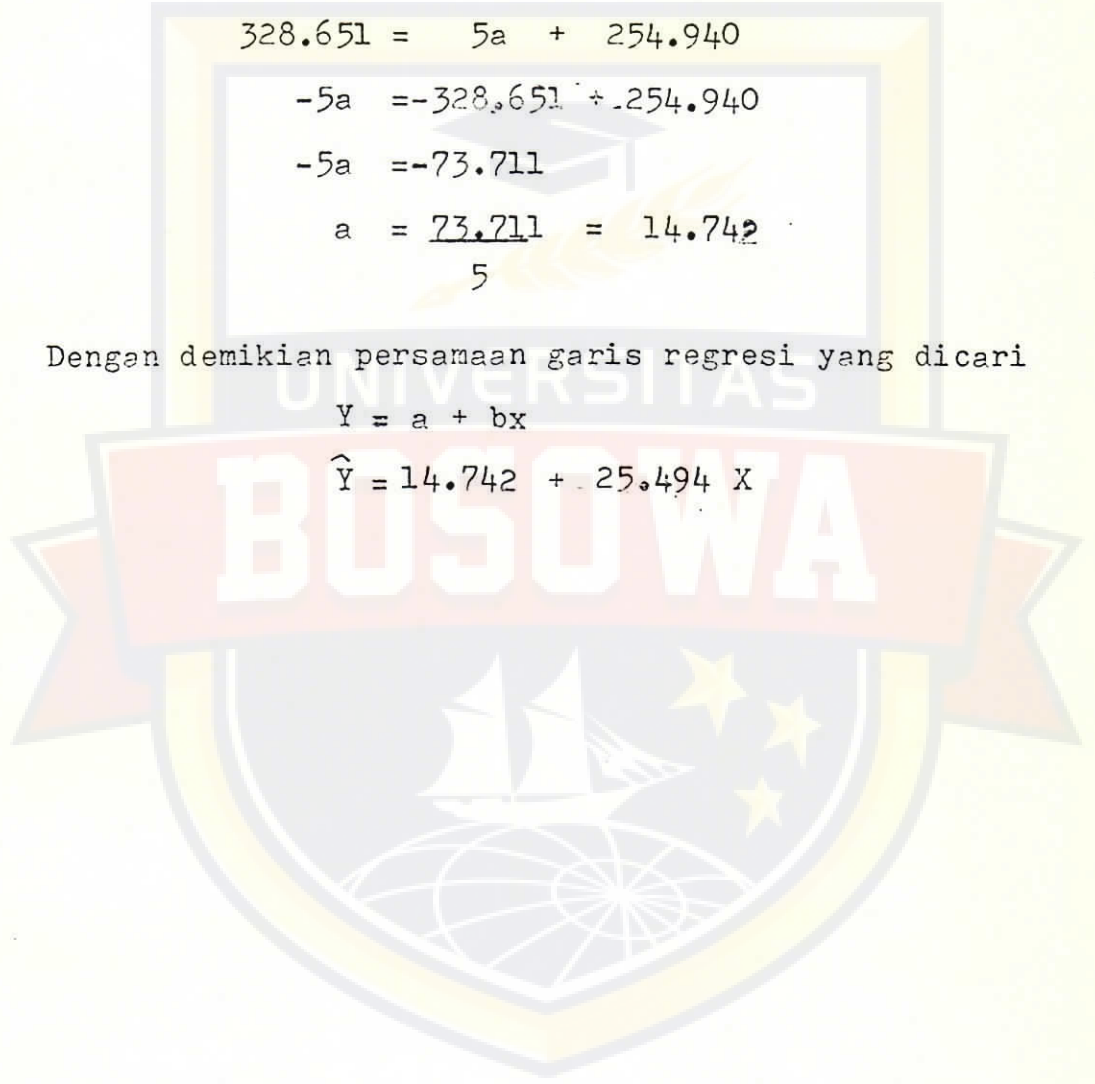 328.651 = 5a + 254.940
-5a =-328.651 + 254.940
-5a =-73.711
a = 73.711 = 14.742
5
Dengan demikian persamaan garis regresi yang dicari
UNIVERSITAS
Y = a + bx
Ŷ = 14.742 + 25.494 X
BOSOWA